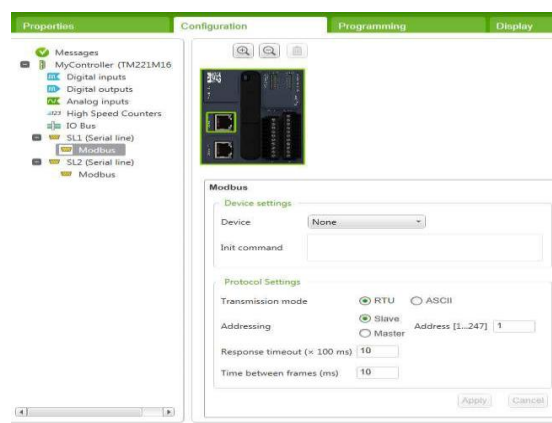 Properties Configuration Programming Display
Messages
MyController (TM221M16
Digital inputs
Digital outputs
Analog inputs
High Speed Counters
IO Bus
SL1 (Serial line)
Modbus
SL2 (Serial line)
Modbus
Modbus
Device settings
Device None
Init command
Protocol Settings
Transmission mode RTU ASCII
Addressing Slave Address [1...247] 1
Master
Response timeout (× 100 ms) 10
Time between frames (ms) 10
Apply Cancel